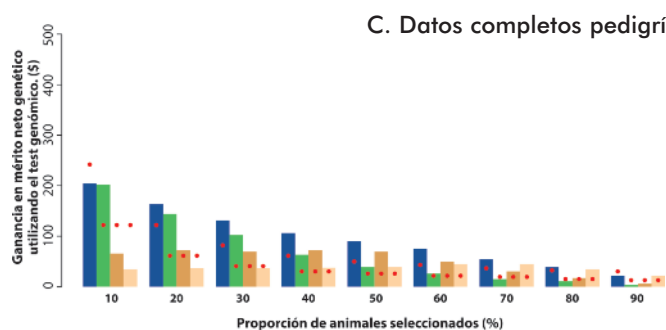 C. Datos completos pedigrí
Ganancia en mérito neto genético
utilizando el test genómico. ($)
500
400
300
200
100
0
10 20 30 40 50 60 70 80 90
Proporción de animales seleccionados (%)